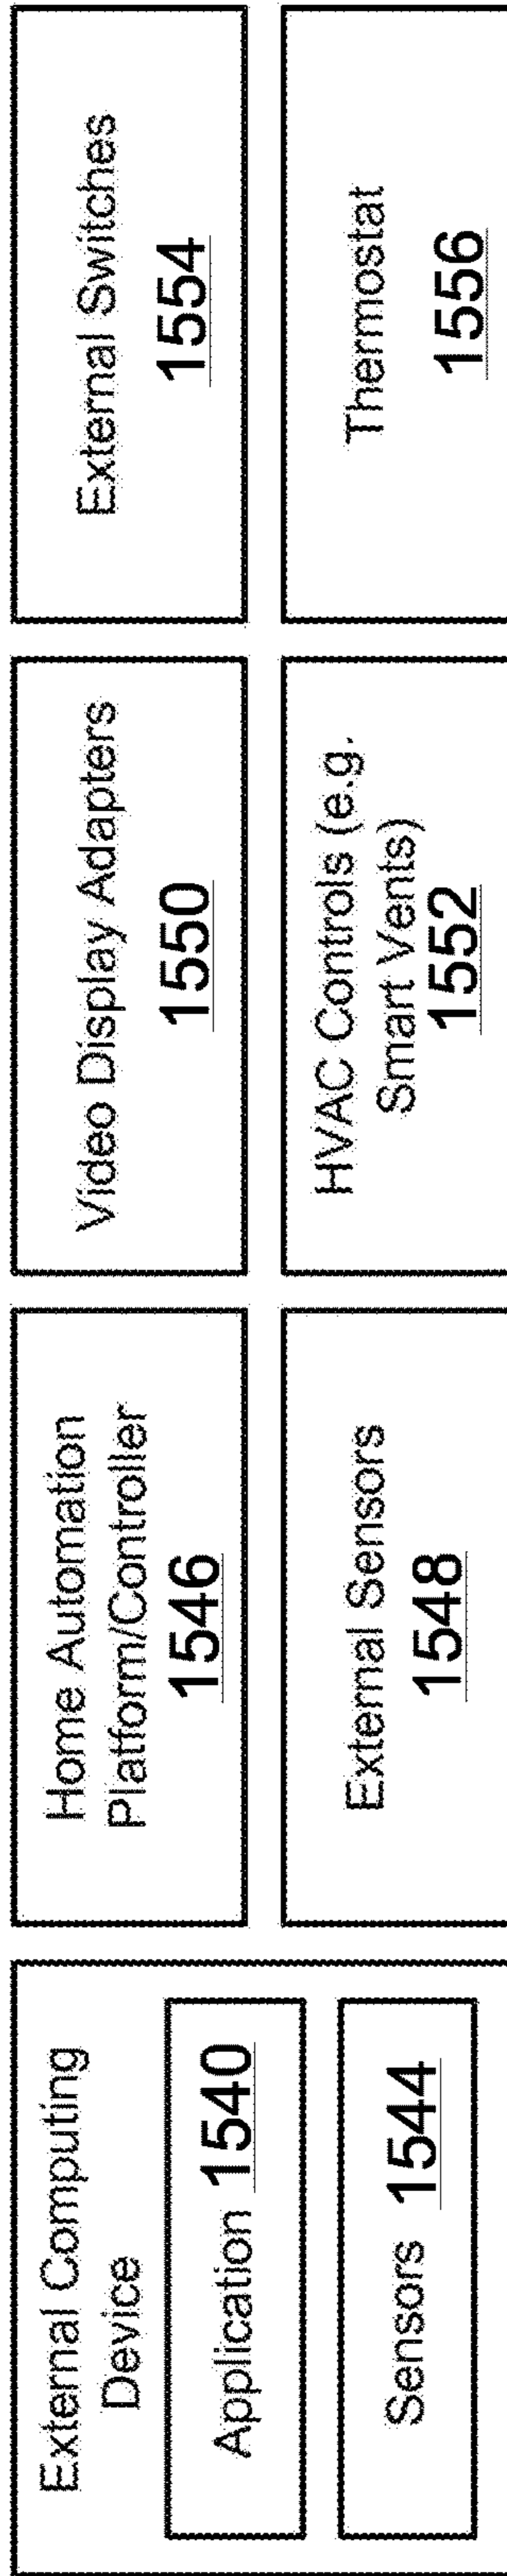 External Computing
Device
Application 1540
Sensors 1544
Home Automation
Platform/Controller
1546
External Sensors
1548
Video Display Adapters
1550
HVAC Controls (e.g.
Smart Vents)
1552
External Switches
1554
Thermostat
1556